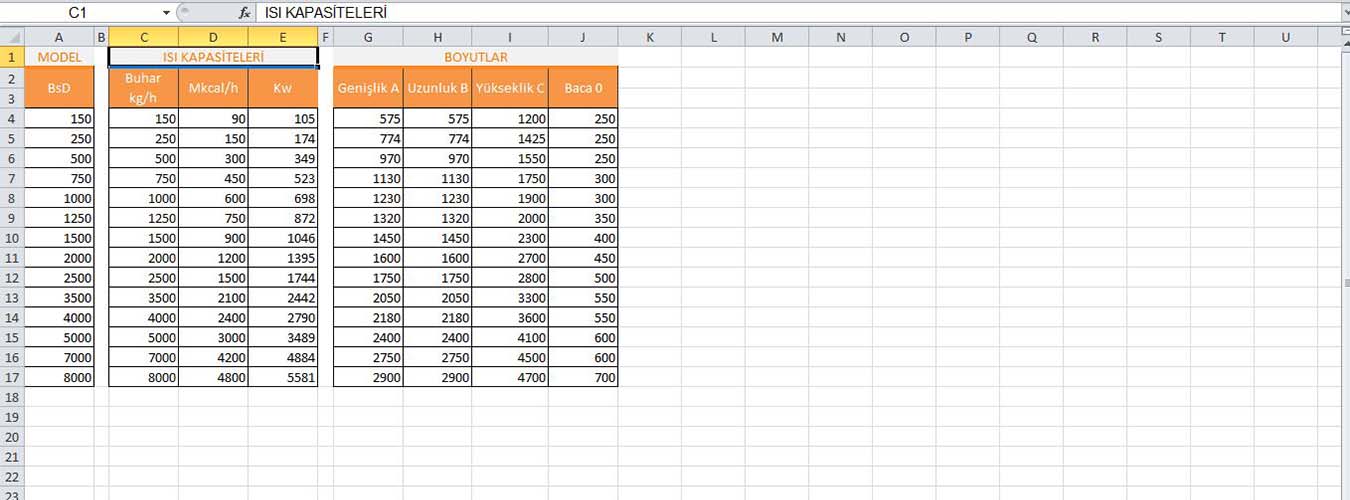 C1 fx ISI KAPASİTELERİ
A B C D E F G H I J K L M N O P Q R S T U
1 MODEL ISI KAPASİTELERİ BOYUTLAR
2 BsD Buhar kg/h Mkcal/h Kw Genişlik A Uzunluk B Yükseklik C Baca 0
3
4 150 150 90 105 575 575 1200 250
5 250 250 150 174 774 774 1425 250
6 500 500 300 349 970 970 1550 250
7 750 750 450 523 1130 1130 1750 300
8 1000 1000 600 698 1230 1230 1900 300
9 1250 1250 750 872 1320 1320 2000 350
10 1500 1500 900 1046 1450 1450 2300 400
11 2000 2000 1200 1395 1600 1600 2700 450
12 2500 2500 1500 1744 1750 1750 2800 500
13 3500 3500 2100 2442 2050 2050 3300 550
14 4000 4000 2400 2790 2180 2180 3600 550
15 5000 5000 3000 3489 2400 2400 4100 600
16 7000 7000 4200 4884 2750 2750 4500 600
17 8000 8000 4800 5581 2900 2900 4700 700
18
19
20
21
22
23